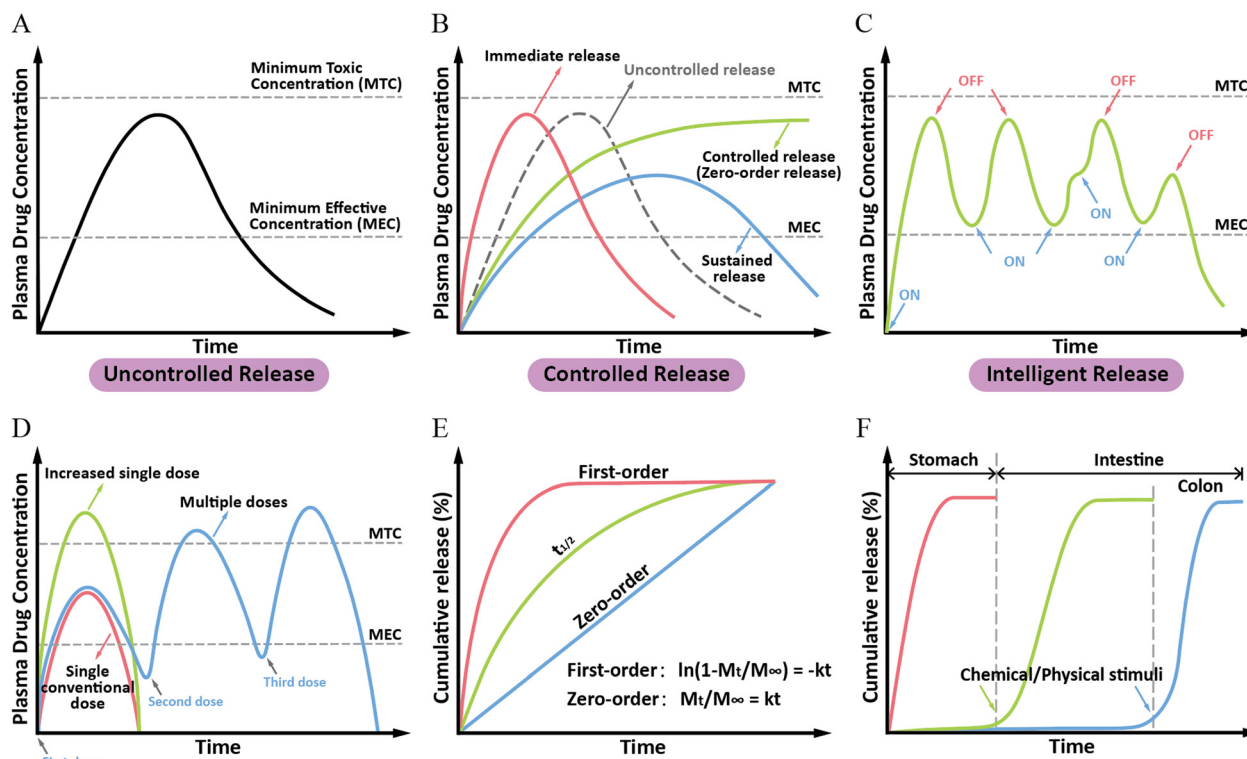 A
Plasma Drug Concentration
Minimum Toxic
Concentration (MTC)
Minimum Effective
Concentration (MEC)
Time
Uncontrolled Release
B
Plasma Drug Concentration
Immediate release
Uncontrolled release
MTC
Controlled release
(Zero-order release)
MEC
Sustained
release
Time
Controlled Release
C
Plasma Drug Concentration
OFF
OFF
MTC
OFF
ON
MEC
ON
ON
ON
Time
Intelligent Release
D
Plasma Drug Concentration
Increased single dose
Multiple doses
MTC
MEC
Single
conventional
dose
Second dose
Third dose
Time
E
Cumulative release (%)
First-order
t1/2
Zero-order
First-order: ln(1-Mt/M∞) = -kt
Zero-order: Mt/M∞ = kt
Time
F
Cumulative release (%)
Stomach
Intestine
Colon
Chemical/Physical stimuli
Time